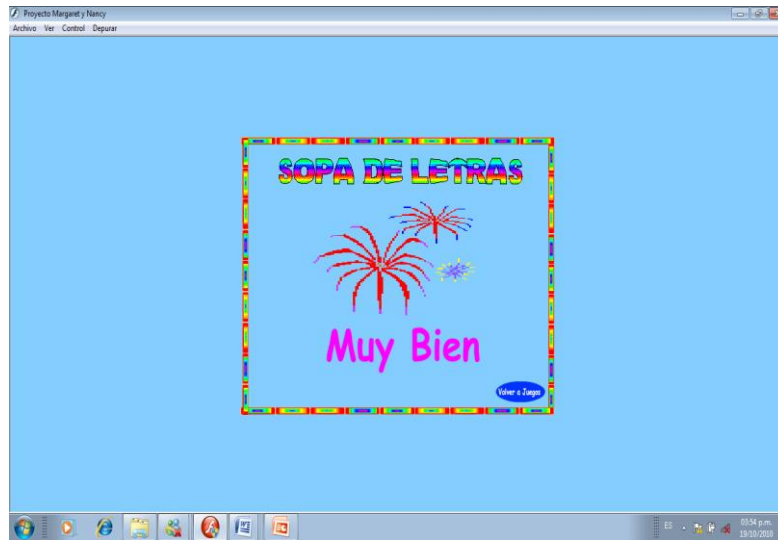 Proyecto Margaret y Nancy
Archivo Ver Control Depurar
SOPA DE LETRAS
Muy Bien
Volver a Juegos
ES
03:54 p.m.
19/10/2010